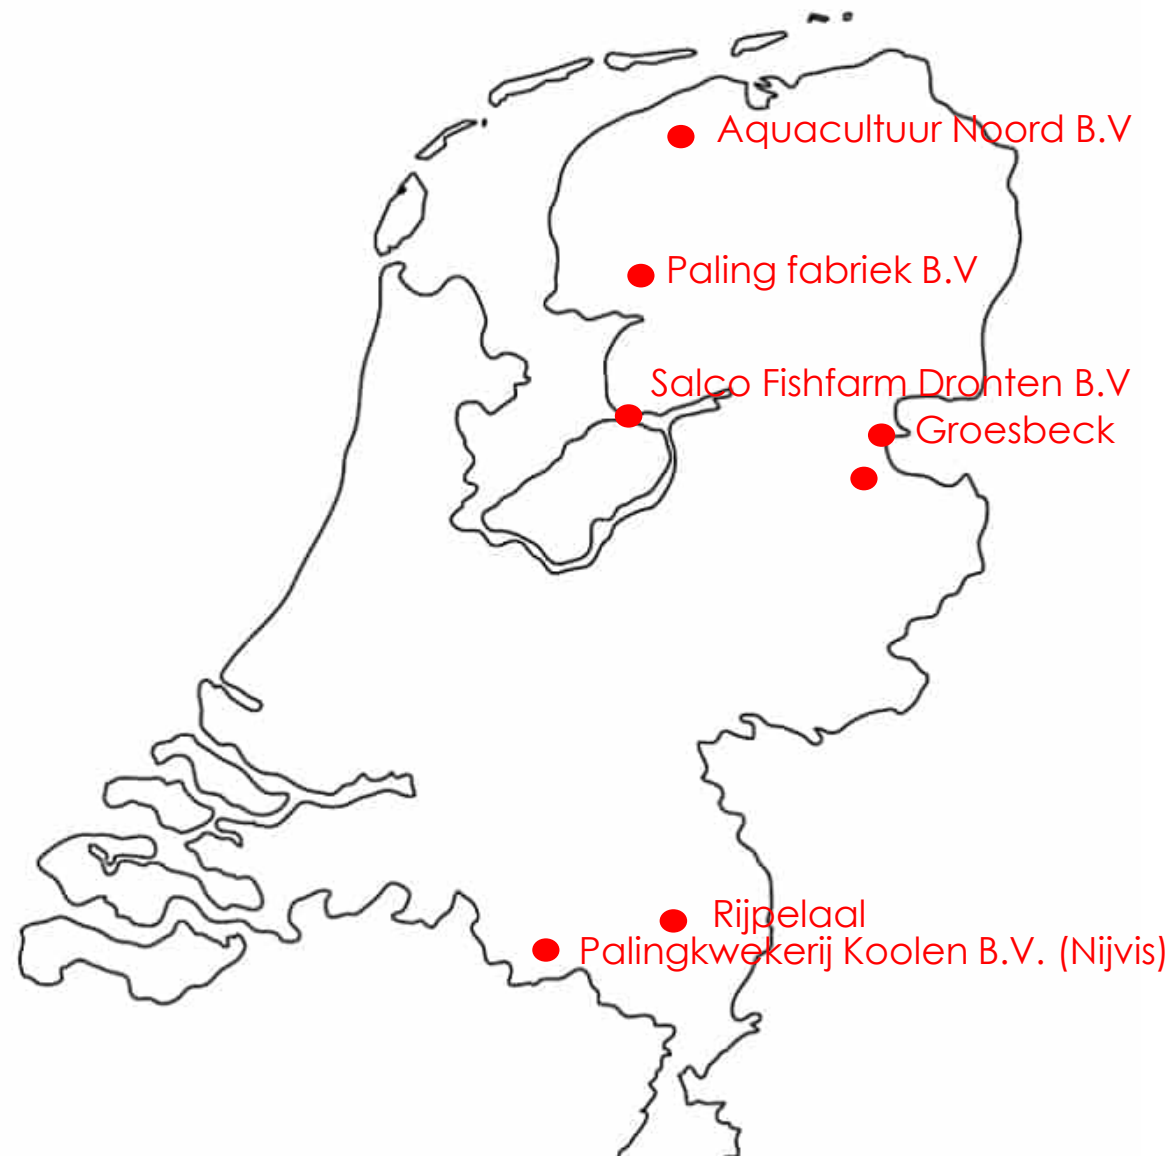 Aquacultuur Noord B.V
Paling fabriek B.V
Salco Fishfarm Dronten B.V
Groesbeck
Rijpelaal
Palingkwekerij Koolen B.V. (Nijvis)